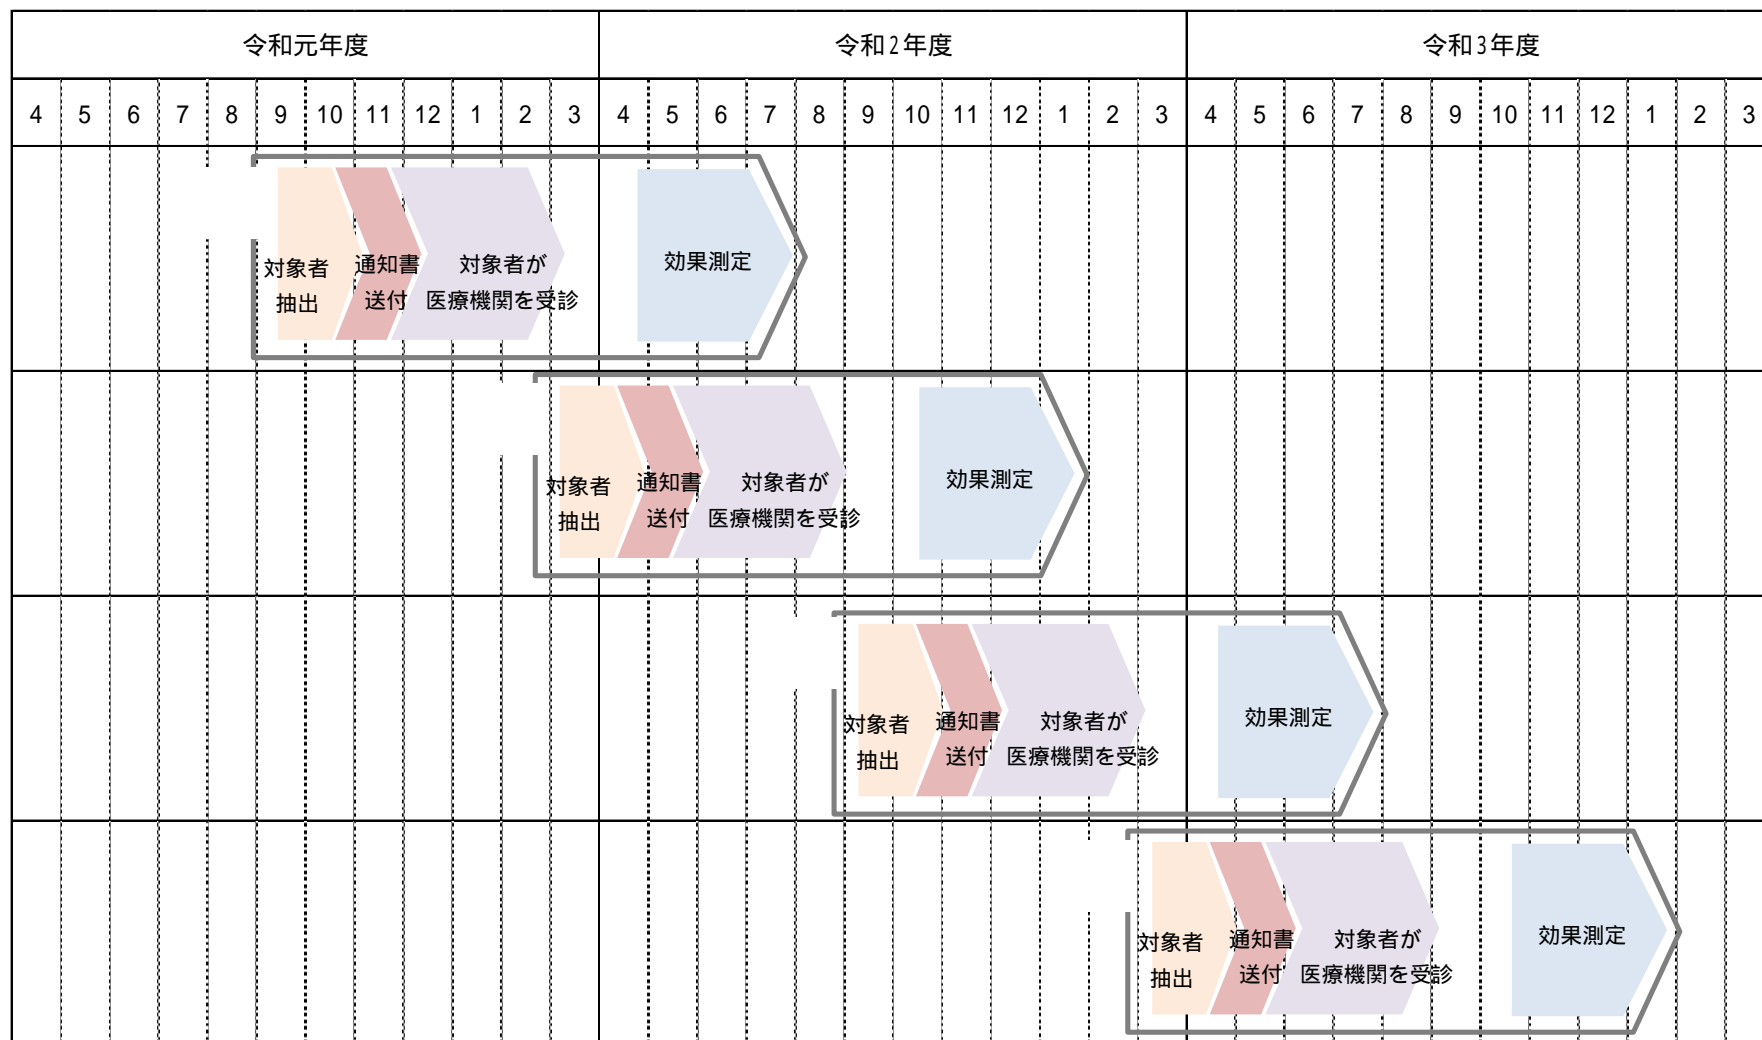 令和元年度 令和2年度 令和3年度
4 5 6 7 8 9 10 11 12 1 2 3 4 5 6 7 8 9 10 11 12 1 2 3 4 5 6 7 8 9 10 11 12 1 2 3
対象者 通知書 対象者が 効果測定
抽出 送付 医療機関を受診
対象者 通知書 対象者が 効果測定
抽出 送付 医療機関を受診
対象者 通知書 対象者が 効果測定
抽出 送付 医療機関を受診
対象者 通知書 対象者が 効果測定
抽出 送付 医療機関を受診